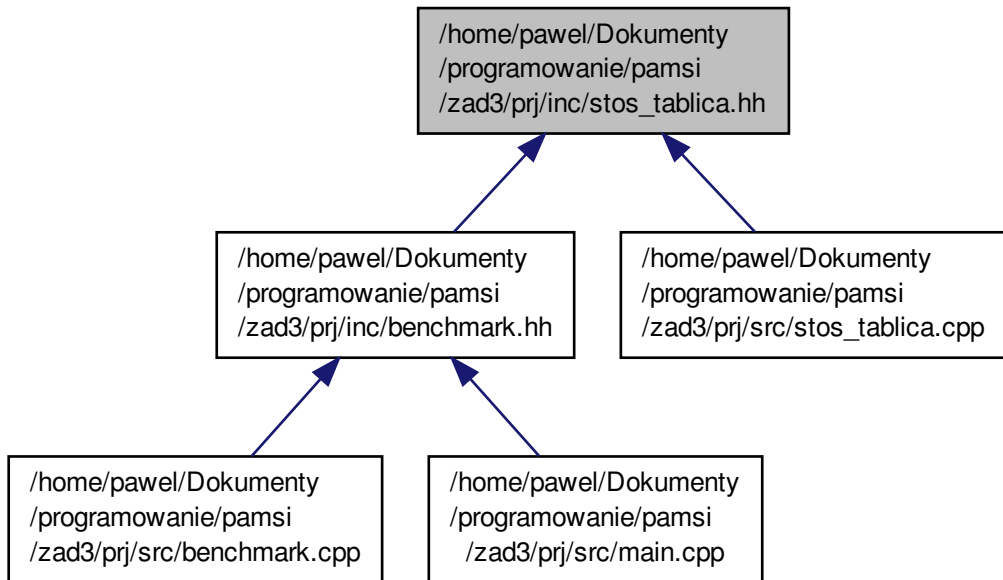 /home/pawel/Dokumenty
/programowanie/pamsi
/zad3/prj/inc/stos_tablica.hh
/home/pawel/Dokumenty
/programowanie/pamsi
/zad3/prj/inc/benchmark.hh
/home/pawel/Dokumenty
/programowanie/pamsi
/zad3/prj/src/stos_tablica.cpp
/home/pawel/Dokumenty
/programowanie/pamsi
/zad3/prj/src/benchmark.cpp
/home/pawel/Dokumenty
/programowanie/pamsi
/zad3/prj/src/main.cpp